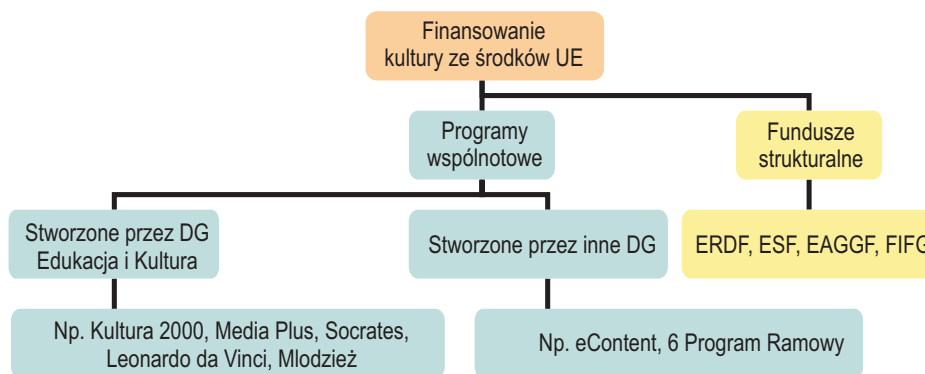 Finansowanie
kultury ze środków UE
Programy
wspólnotowe
Fundusze
strukturalne
Stworzone przez DG
Edukacja i Kultura
Stworzone przez inne DG
ERDF, ESF, EAGGF, FIFG
Np. Kultura 2000, Media Plus, Socrates,
Leonardo da Vinci, Mlodzież
Np. eContent, 6 Program Ramowy